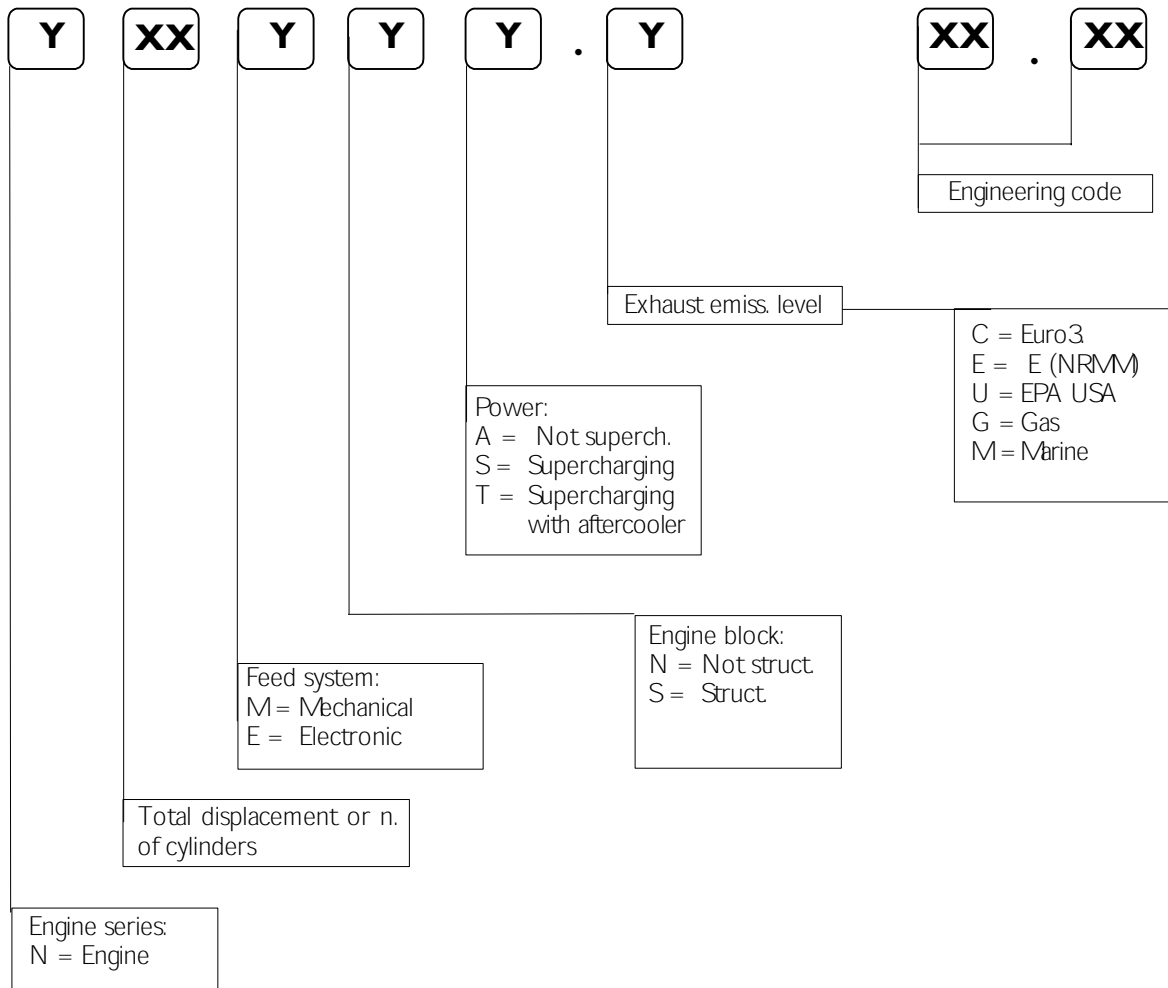 Y XX Y Y Y . Y XX . XX
Engineering code
Exhaust emiss. level
C = Euro3.
E = E (NRMM)
U = EPA USA
G = Gas
M = Marine
Power:
A = Not superch.
S = Supercharging
T = Supercharging
with aftercooler
Engine block:
N = Not struct.
S = Struct.
Feed system:
M = Mechanical
E = Electronic
Total displacement or n.
of cylinders
Engine series:
N = Engine